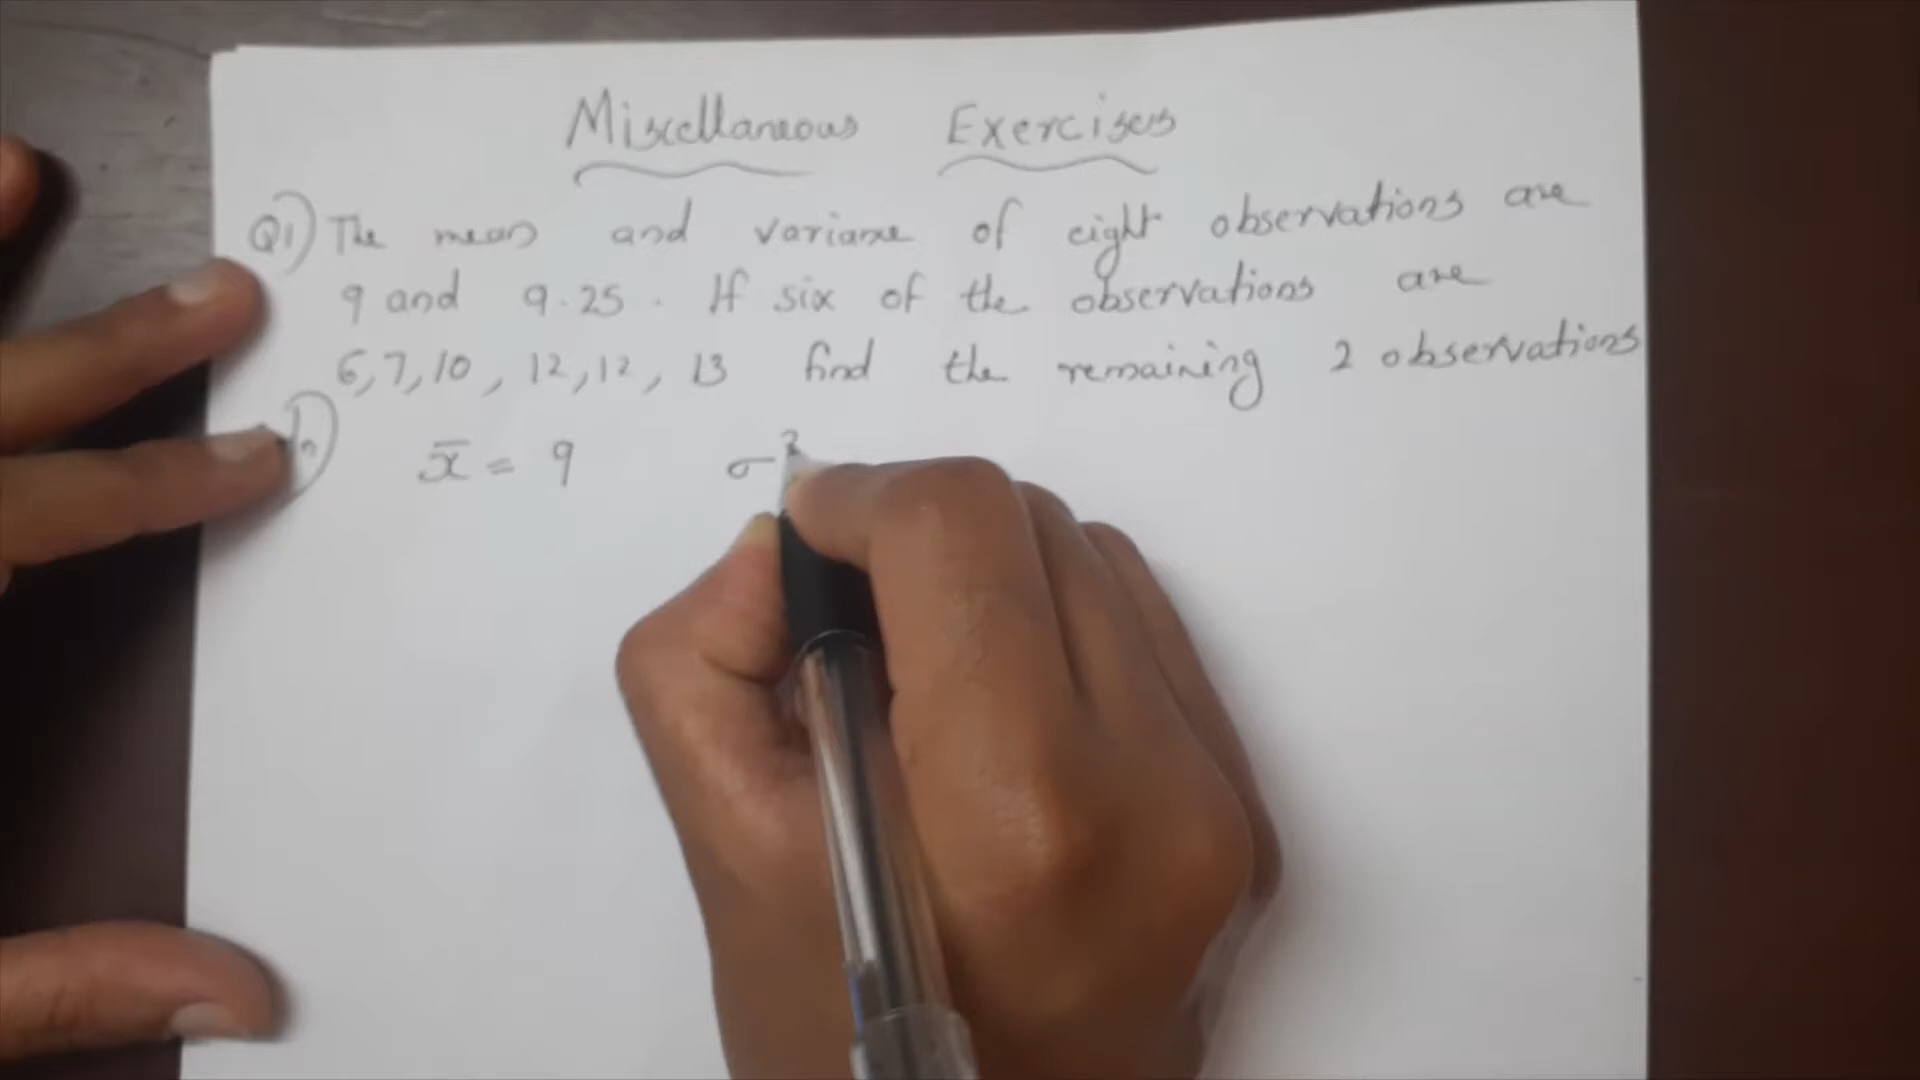 Miscellaneous Exercises
Q1) The mean and variance of eight observations are
9 and 9.25. If six of the observations are
6,7,10, 12,12, 13 find the remaining 2 observations
x̄ = 9 σ²